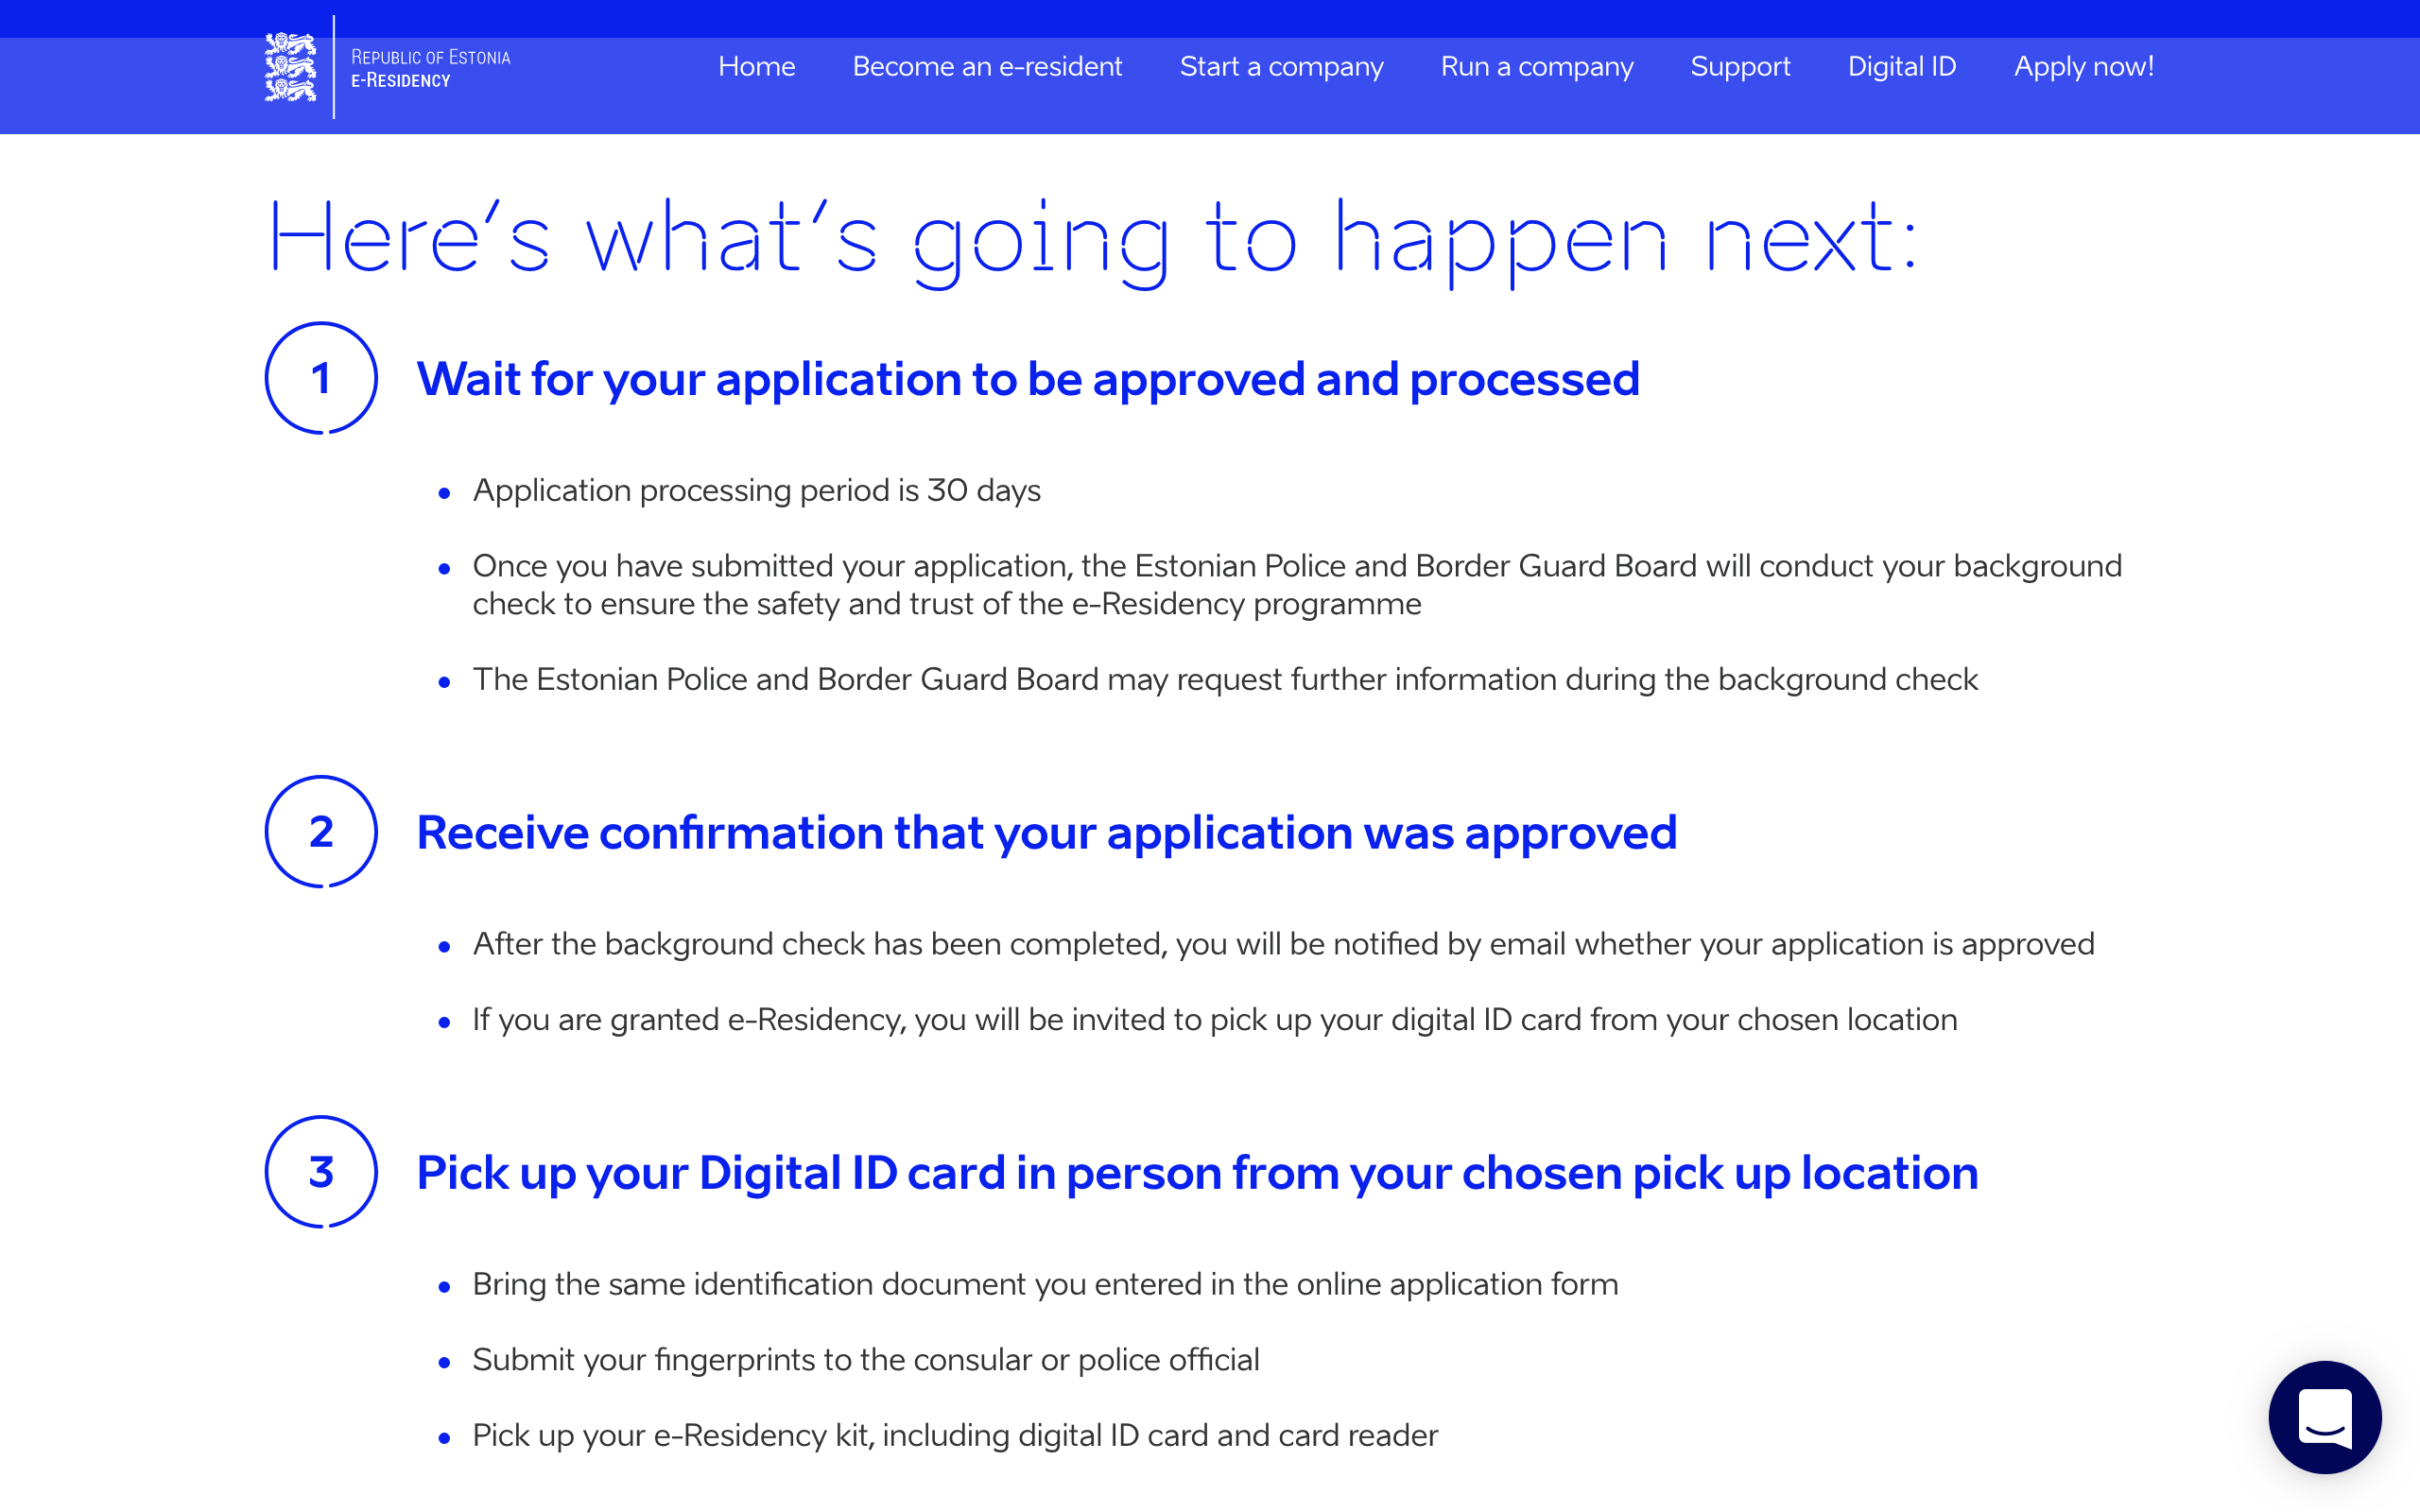 REPUBLIC OF ESTONIA
E-RESIDENCY
Home
Become an e-resident
Start a company
Run a company
Support
Digital ID
Apply now!
Here's what's going to happen next:
1
Wait for your application to be approved and processed
Application processing period is 30 days
Once you have submitted your application, the Estonian Police and Border Guard Board will conduct your background
check to ensure the safety and trust of the e-Residency programme
The Estonian Police and Border Guard Board may request further information during the background check
2
Receive confirmation that your application was approved
After the background check has been completed, you will be notified by email whether your application is approved
If you are granted e-Residency, you will be invited to pick up your digital ID card from your chosen location
3
Pick up your Digital ID card in person from your chosen pick up location
Bring the same identification document you entered in the online application form
Submit your fingerprints to the consular or police official
Pick up your e-Residency kit, including digital ID card and card reader